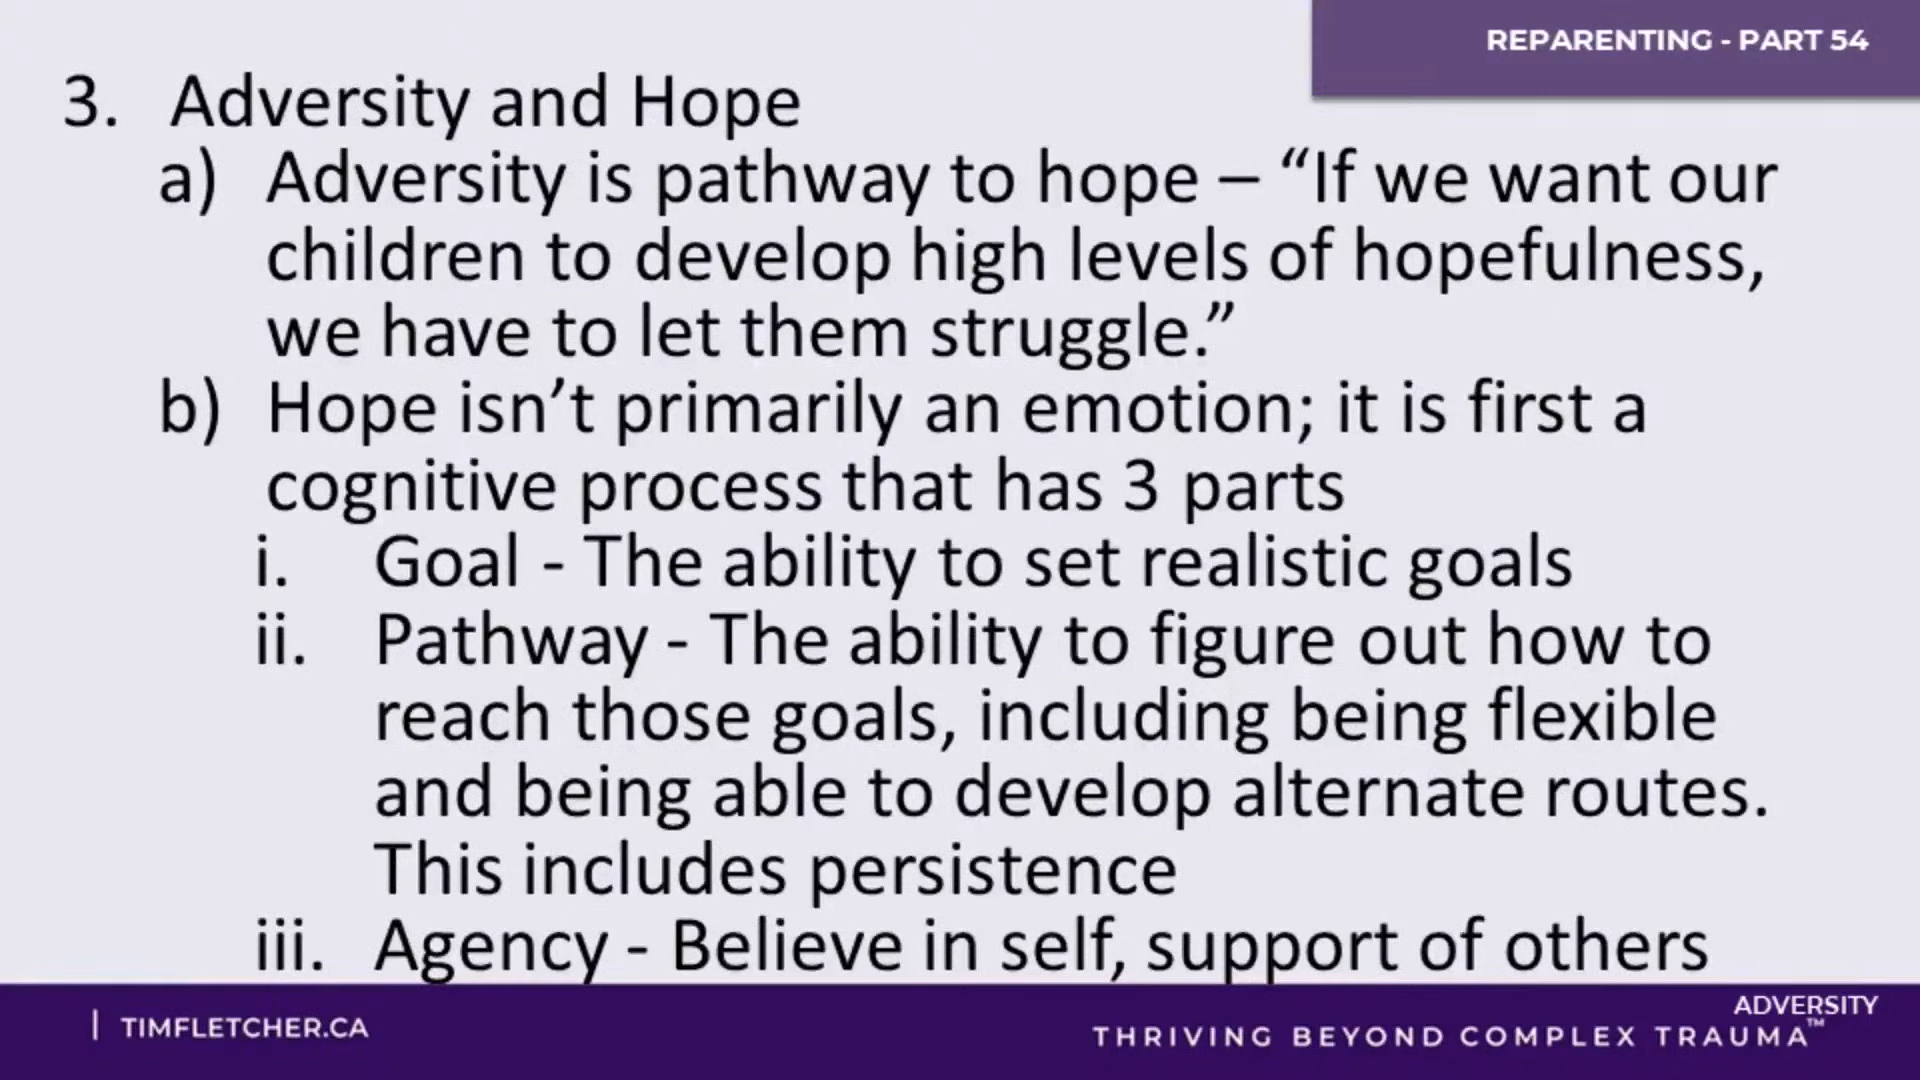 REPARENTING - PART 54
3. Adversity and Hope
a) Adversity is pathway to hope – “If we want our
children to develop high levels of hopefulness,
we have to let them struggle.”
b) Hope isn’t primarily an emotion; it is first a
cognitive process that has 3 parts
i. Goal - The ability to set realistic goals
ii. Pathway - The ability to figure out how to
reach those goals, including being flexible
and being able to develop alternate routes.
This includes persistence
iii. Agency - Believe in self, support of others
ADVERSITY
| TIMFLETCHER.CA
THRIVING BEYOND COMPLEX TRAUMA™